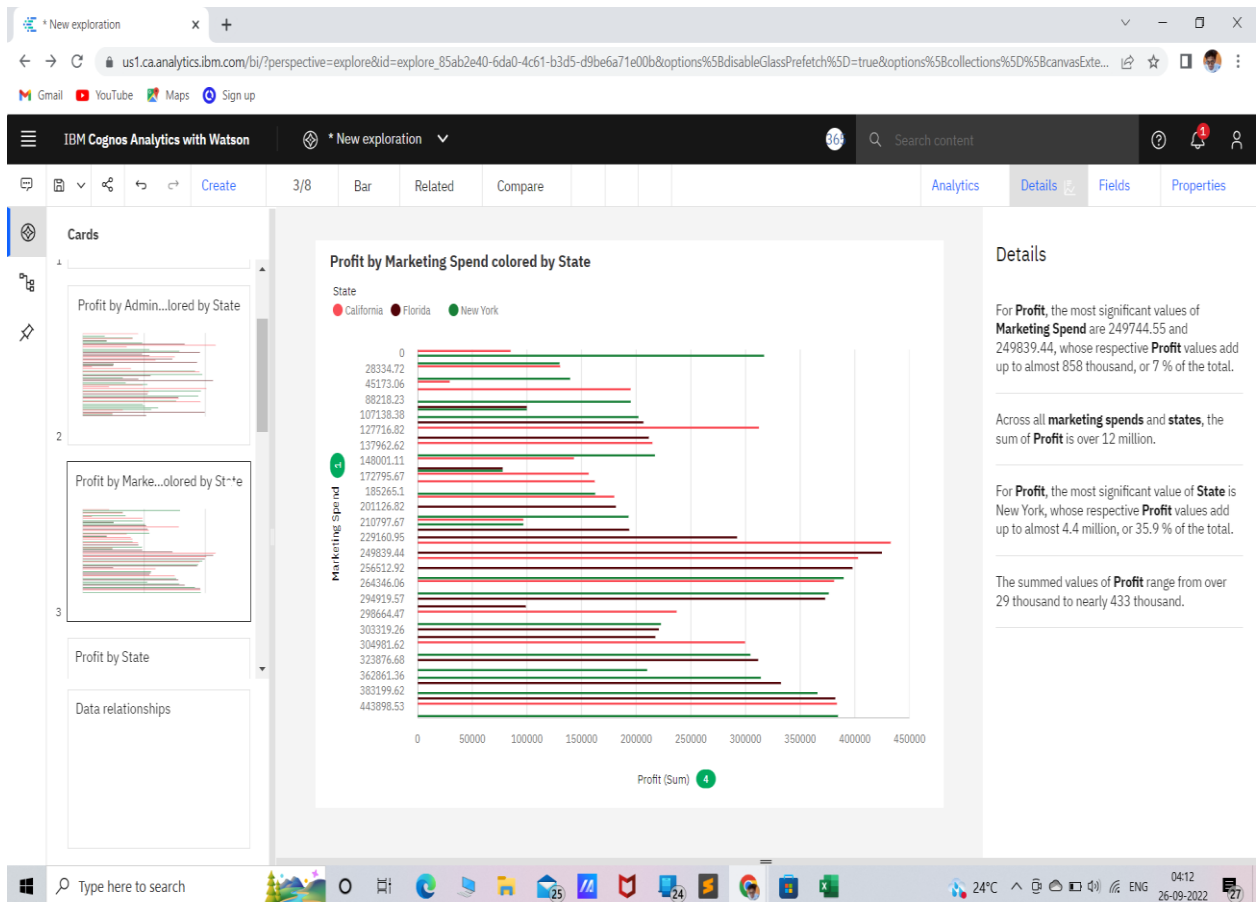 * New exploration
us1.ca.analytics.ibm.com/bi/?perspective=explore&id=explore_85ab2e40-6da0-4c61-b3d5-d9be6a71e00b&options%5BdisableGlassPrefetch%5D=true&options%5Bcollections%5D%5BcanvasExte...
Gmail YouTube Maps Sign up
IBM Cognos Analytics with Watson * New exploration Search content 1
Create 3/8 Bar Related Compare Analytics Details Fields Properties
Cards
1
Profit by Admin...lored by State
2
Profit by Marke...olored by State
3
Profit by State
Data relationships
Profit by Marketing Spend colored by State
State
California Florida New York
Marketing Spend
0
28334.72
45173.06
88218.23
107138.38
127716.82
137962.62
148001.11
172795.67
185265.1
201126.82
210797.67
229160.95
249839.44
256512.92
264346.06
294919.57
298664.47
303319.26
304981.62
323876.68
362861.36
383199.62
443898.53
0 50000 100000 150000 200000 250000 300000 350000 400000 450000
Profit (Sum) 4
Details
For Profit, the most significant values of
Marketing Spend are 249744.55 and
249839.44, whose respective Profit values add
up to almost 858 thousand, or 7 % of the total.
Across all marketing spends and states, the
sum of Profit is over 12 million.
For Profit, the most significant value of State is
New York, whose respective Profit values add
up to almost 4.4 million, or 35.9 % of the total.
The summed values of Profit range from over
29 thousand to nearly 433 thousand.
Type here to search 25 24 24°C ENG 04:12
26-09-2022 27